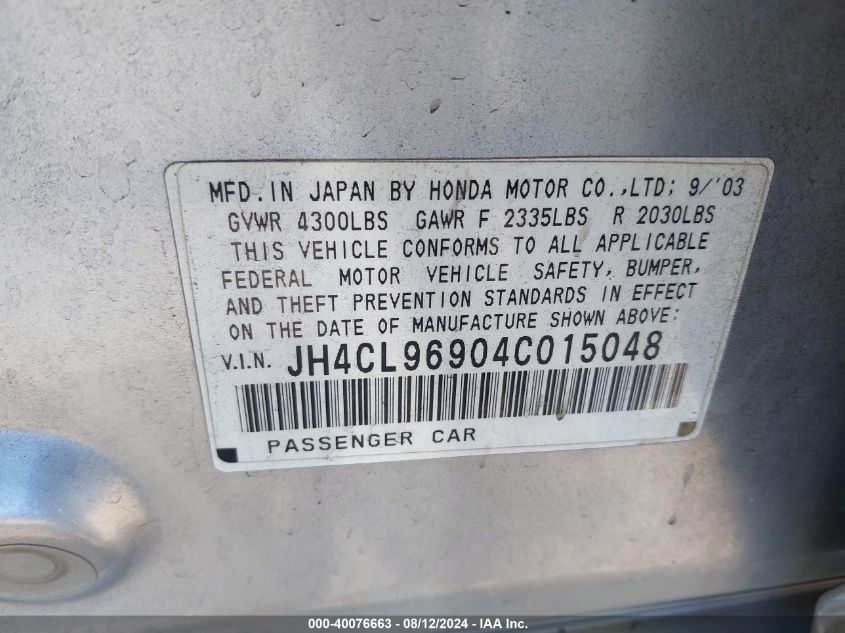 MFD.IN JAPAN BY HONDA MOTOR CO.,LTD; 9/'03
GVWR 4300LBS GAWR F 2335LBS R 2030LBS
THIS VEHICLE CONFORMS TO ALL APPLICABLE
FEDERAL MOTOR VEHICLE SAFETY, BUMPER,
AND THEFT PREVENTION STANDARDS IN EFFECT
ON THE DATE OF MANUFACTURE SHOWN ABOVE:
V.I.N. JH4CL96904C015048
PASSENGER CAR
000-40076663 - 08/12/2024 - IAA Inc.